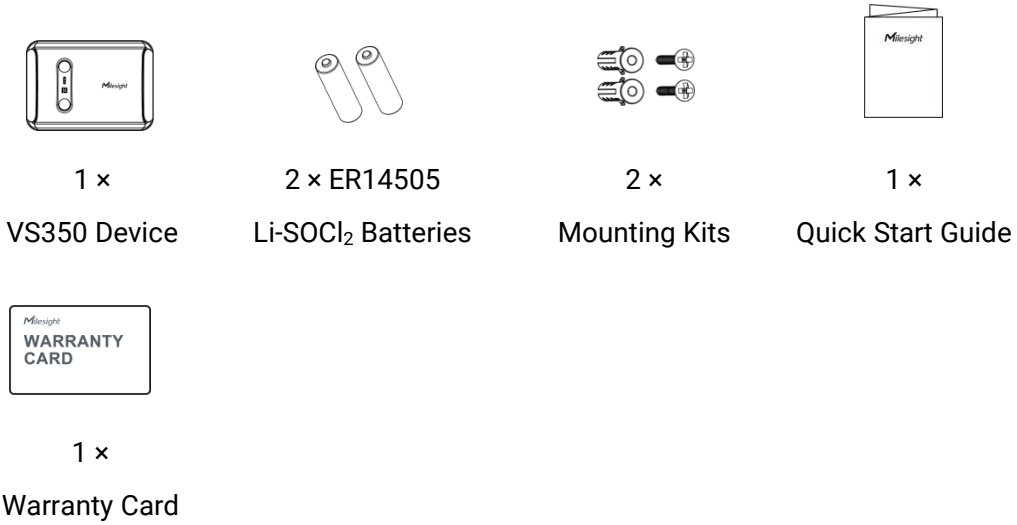 Milesight
Milesight
1 ×
2 × ER14505
2 ×
1 ×
VS350 Device
Li-SOCl₂ Batteries
Mounting Kits
Quick Start Guide
Milesight
WARRANTY
CARD
1 ×
Warranty Card